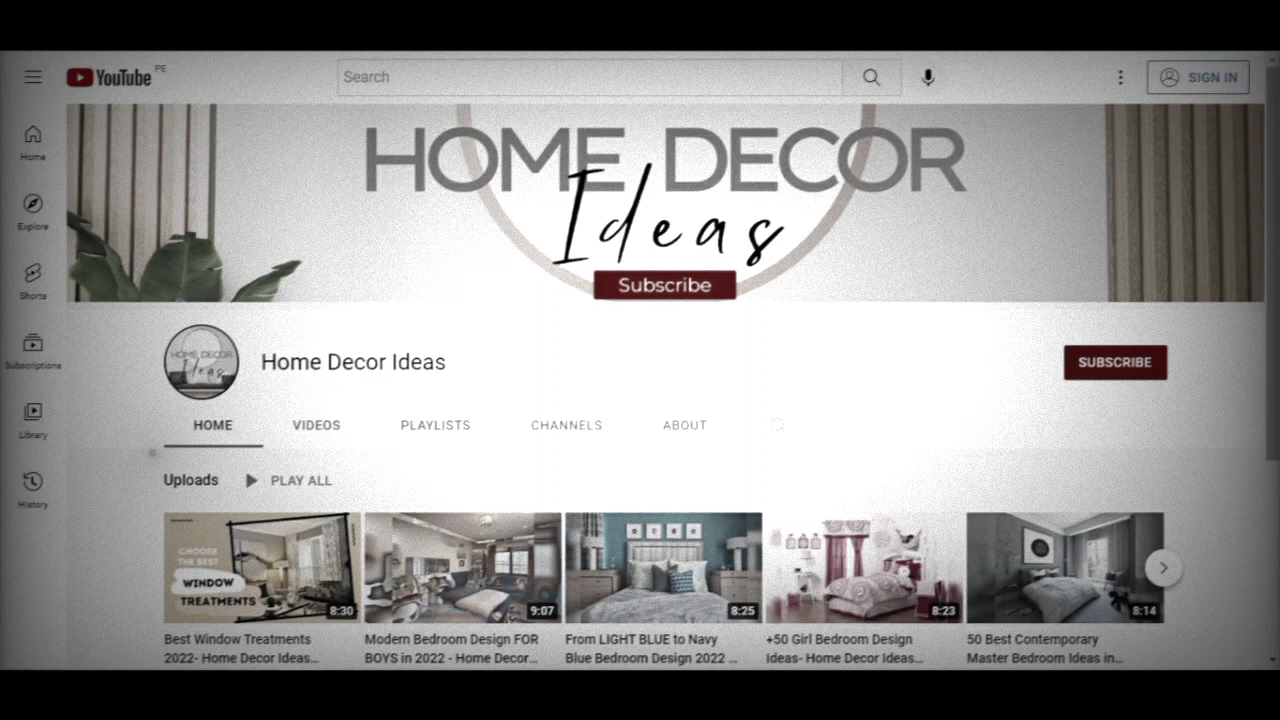 YouTube PE
Search
SIGN IN
HOME DECOR
Ideas
Subscribe
Home
Explore
Shorts
Subscriptions
Library
History
HOME DECOR
Ideas
Home Decor Ideas
SUBSCRIBE
HOME VIDEOS PLAYLISTS CHANNELS ABOUT
Uploads PLAY ALL
CHOOSE
THE BEST
WINDOW
TREATMENTS
8:30
9:07
8:25
8:23
8:14
Best Window Treatments
2022- Home Decor Ideas...
Modern Bedroom Design FOR
BOYS in 2022 - Home Decor...
From LIGHT BLUE to Navy
Blue Bedroom Design 2022 ...
+50 Girl Bedroom Design
Ideas- Home Decor Ideas...
50 Best Contemporary
Master Bedroom Ideas in...